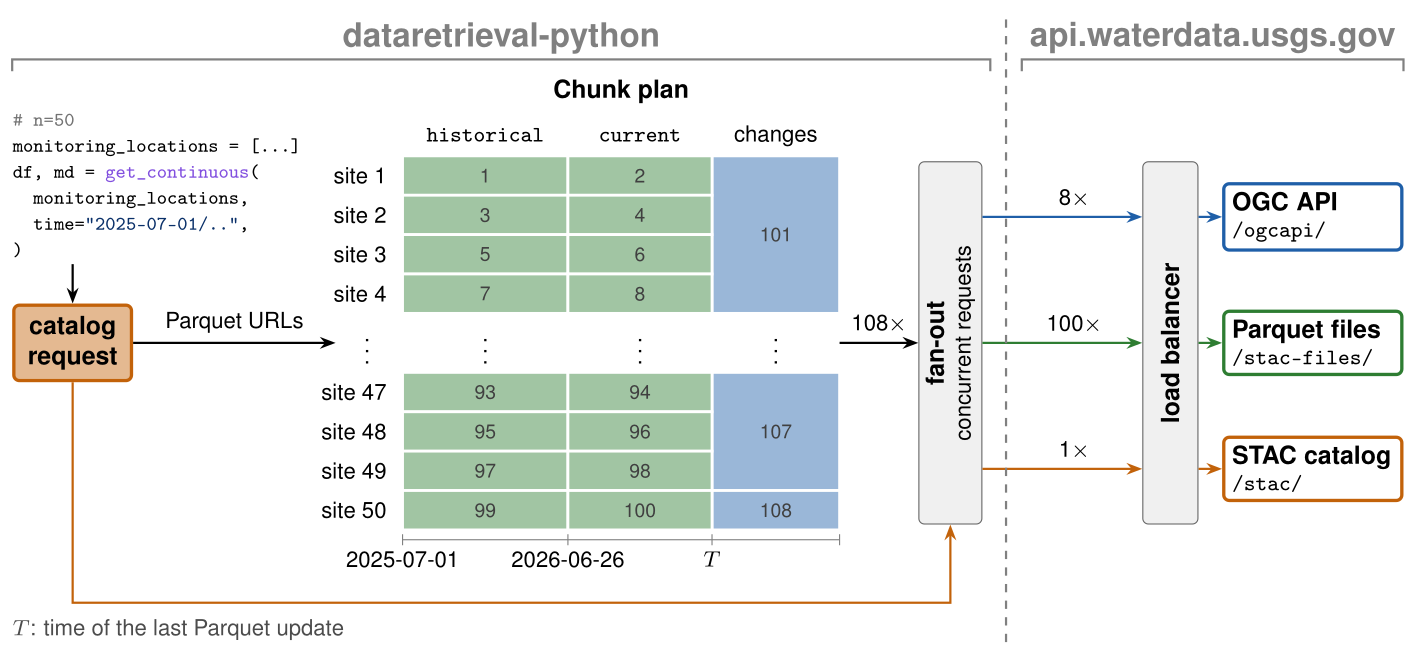 dataretrieval-python
api.waterdata.usgs.gov
Chunk plan
# n=50
monitoring_locations = [...]
df, md = get_continuous(
monitoring_locations,
time="2025-07-01/..",
)
catalog
request
Parquet URLs
historical current changes
site 1 1 2
site 2 3 4
101
site 3 5 6
site 4 7 8
⋮ ⋮ ⋮ ⋮
site 47 93 94
site 48 95 96 107
site 49 97 98
site 50 99 100 108
2025-07-01 2026-06-26 T
108×
fan-out
concurrent requests
8×
100×
1×
load balancer
OGC API
/ogcapi/
Parquet files
/stac-files/
STAC catalog
/stac/
T: time of the last Parquet update